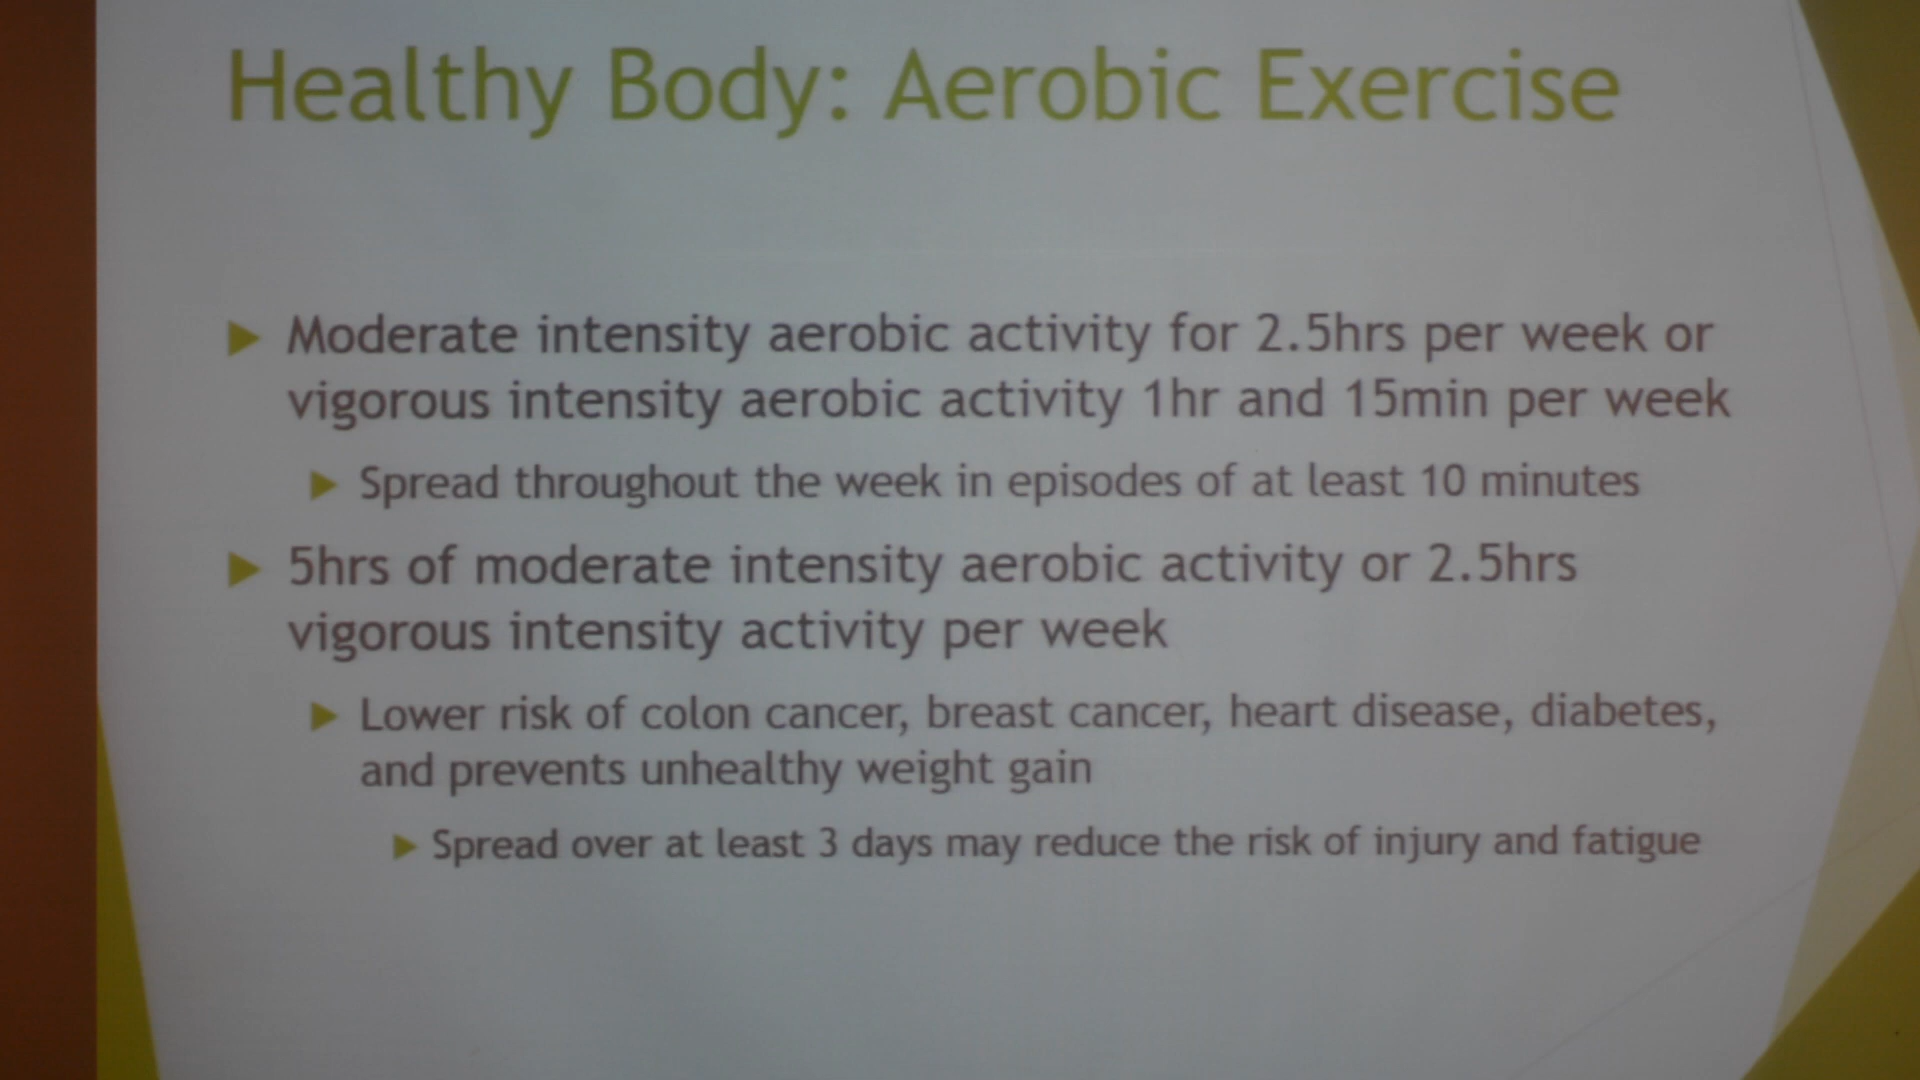 Healthy Body: Aerobic Exercise
Moderate intensity aerobic activity for 2.5hrs per week or
vigorous intensity aerobic activity 1hr and 15min per week
Spread throughout the week in episodes of at least 10 minutes
5hrs of moderate intensity aerobic activity or 2.5hrs
vigorous intensity activity per week
Lower risk of colon cancer, breast cancer, heart disease, diabetes,
and prevents unhealthy weight gain
Spread over at least 3 days may reduce the risk of injury and fatigue